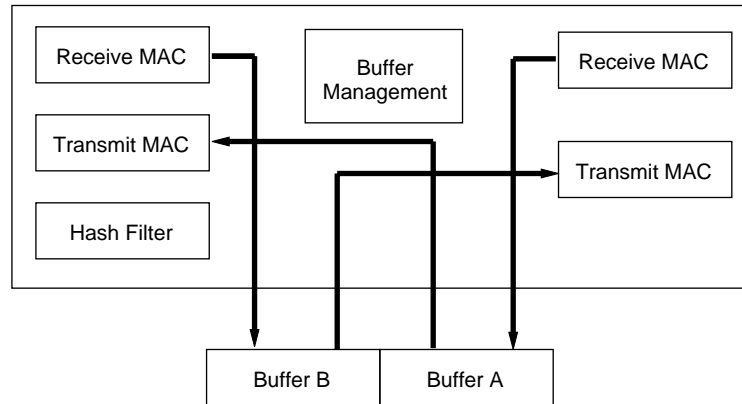 Receive MAC
Buffer
Management
Receive MAC
Transmit MAC
Transmit MAC
Hash Filter
Buffer B
Buffer A